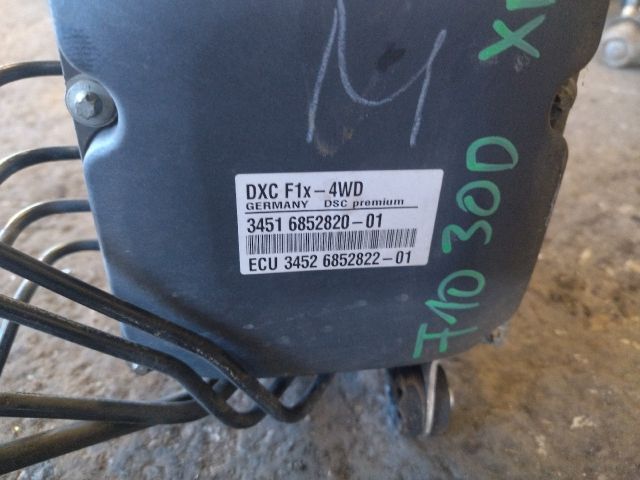 DXC F1x-4WD
GERMANY DSC premium
3451 6852820-01
ECU 3452 6852822-01
F10 30D